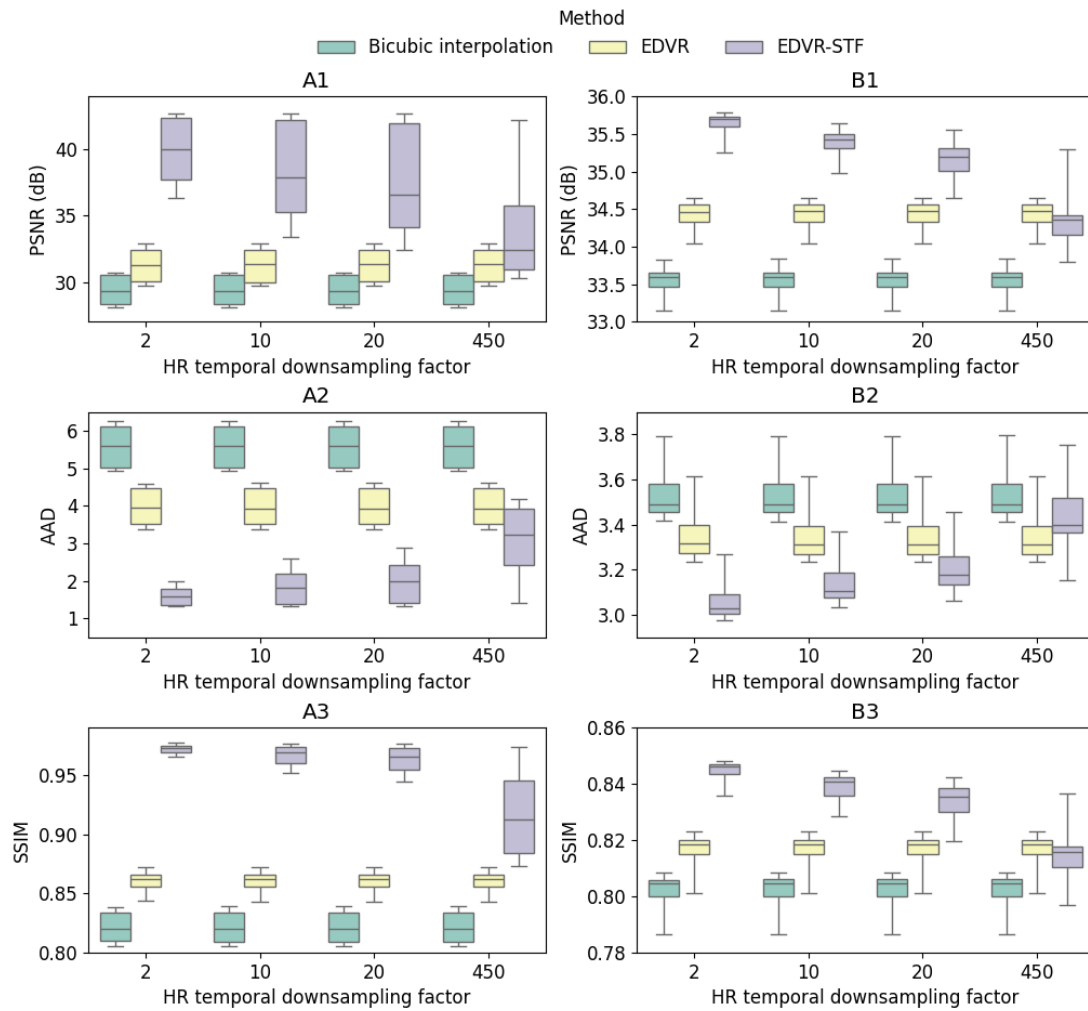 Method
Bicubic interpolation EDVR EDVR-STF
A1
PSNR (dB)
40
35
30
2 10 20 450
HR temporal downsampling factor
B1
PSNR (dB)
36.0
35.5
35.0
34.5
34.0
33.5
33.0
2 10 20 450
HR temporal downsampling factor
A2
AAD
6
5
4
3
2
1
2 10 20 450
HR temporal downsampling factor
B2
AAD
3.8
3.6
3.4
3.2
3.0
2 10 20 450
HR temporal downsampling factor
A3
SSIM
0.95
0.90
0.85
0.80
2 10 20 450
HR temporal downsampling factor
B3
SSIM
0.86
0.84
0.82
0.80
0.78
2 10 20 450
HR temporal downsampling factor